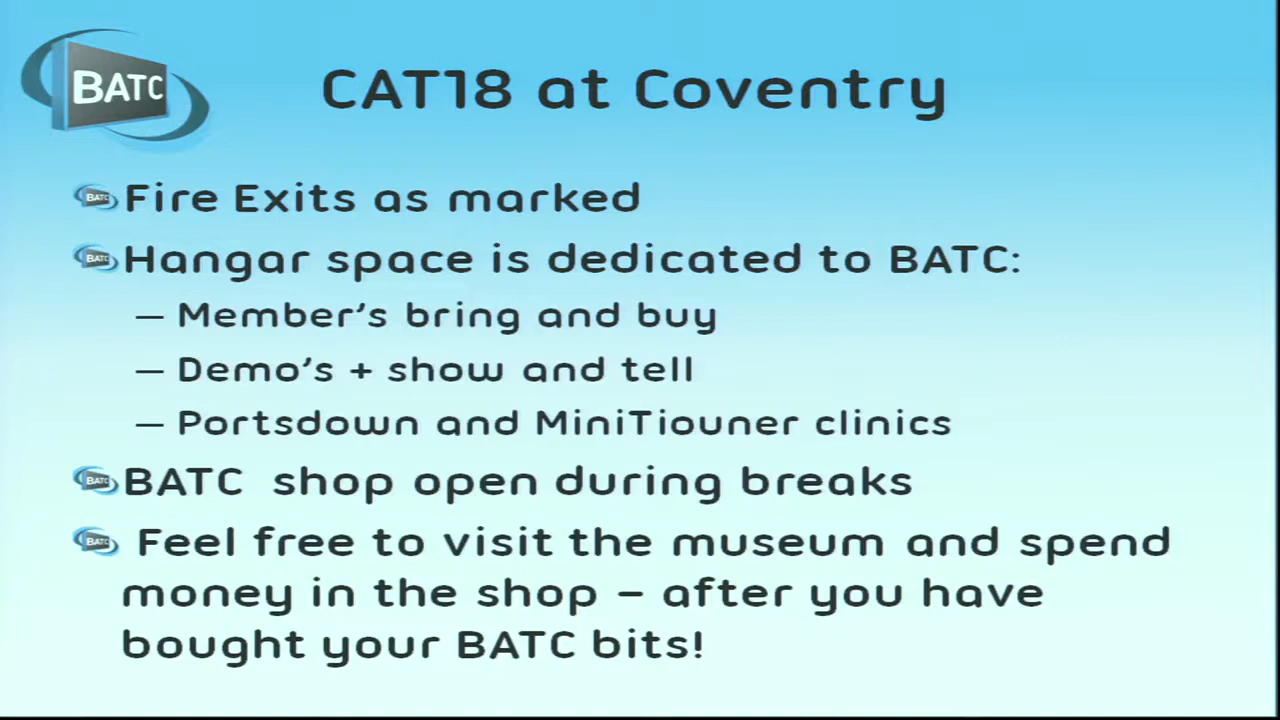 BATC
CAT18 at Coventry
Fire Exits as marked
Hangar space is dedicated to BATC:
– Member's bring and buy
– Demo's + show and tell
– Portsdown and MiniTiouner clinics
BATC shop open during breaks
Feel free to visit the museum and spend
money in the shop – after you have
bought your BATC bits!